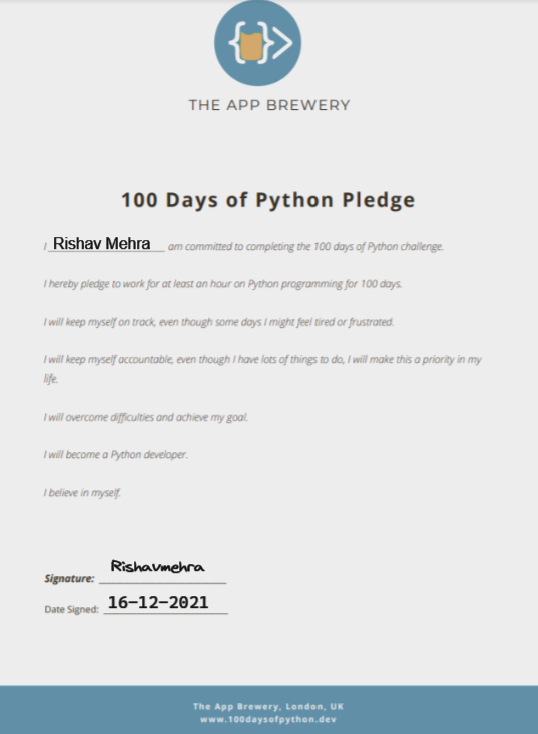 { }>
THE APP BREWERY
100 Days of Python Pledge
I Rishav Mehra am committed to completing the 100 days of Python challenge.
I hereby pledge to work for at least an hour on Python programming for 100 days.
I will keep myself on track, even though some days I might feel tired or frustrated.
I will keep myself accountable, even though I have lots of things to do, I will make this a priority in my
life.
I will overcome difficulties and achieve my goal.
I will become a Python developer.
I believe in myself.
Signature: Rishavmehra
Date Signed: 16-12-2021
The App Brewery, London, UK
www.100daysofpython.dev